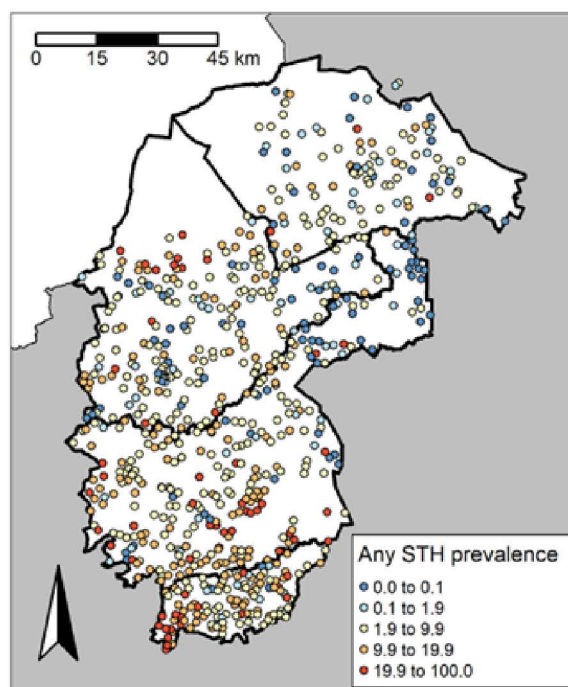 0 15 30 45 km
Any STH prevalence
0.0 to 0.1
0.1 to 1.9
1.9 to 9.9
9.9 to 19.9
19.9 to 100.0